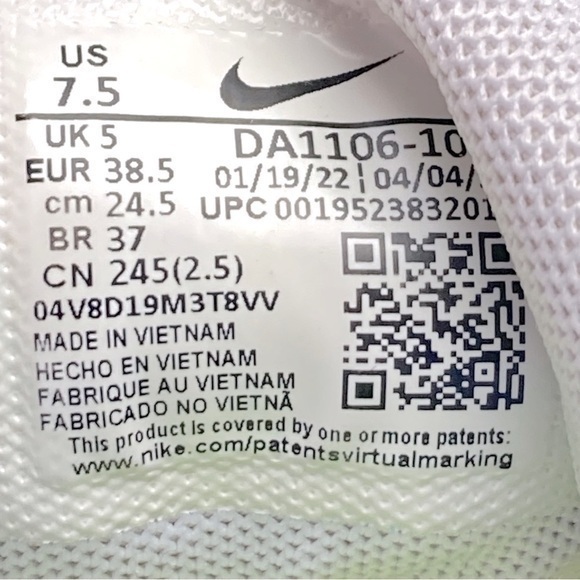 US
7.5
UK 5
EUR 38.5
cm 24.5
BR 37
CN 245(2.5)
DA1106-10
01/19/22 | 04/04/
UPC 00195238320
04V8D19M3T8VV
MADE IN VIETNAM
HECHO EN VIETNAM
FABRIQUE AU VIETNAM
FABRICADO NO VIETNÃ
This product is covered by one or more patents:
www.nike.com/patentsvirtualmarking